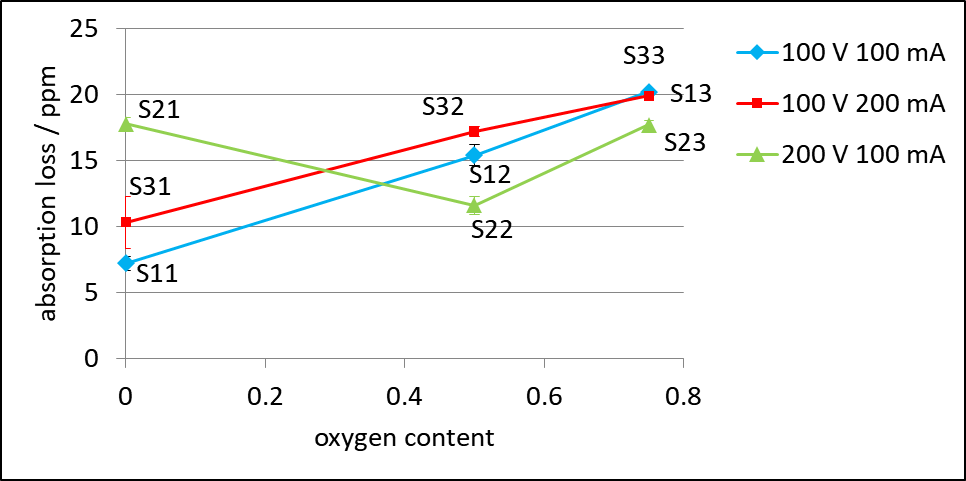 25
20
15
10
5
0
0
0.2
0.4
0.6
0.8
absorption loss / ppm
oxygen content
S21
S31
S11
S32
S12
S22
S33
S13
S23
100 V 100 mA
100 V 200 mA
200 V 100 mA